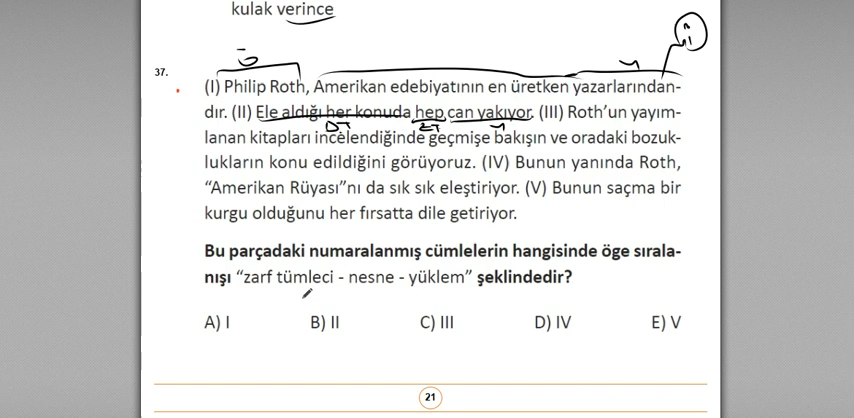 kulak verince
37.
(I) Philip Roth, Amerikan edebiyatının en üretken yazarlarından-
dır. (II) Ele aldığı her konuda hep can yakıyor. (III) Roth'un yayım-
DT ZT y
lanan kitapları incelendiğinde geçmişe bakışın ve oradaki bozuk-
lukların konu edildiğini görüyoruz. (IV) Bunun yanında Roth,
"Amerikan Rüyası"nı da sık sık eleştiriyor. (V) Bunun saçma bir
kurgu olduğunu her fırsatta dile getiriyor.
Bu parçadaki numaralanmış cümlelerin hangisinde öge sırala-
nışı "zarf tümleci - nesne - yüklem" şeklindedir?
A) I B) II C) III D) IV E) V
21